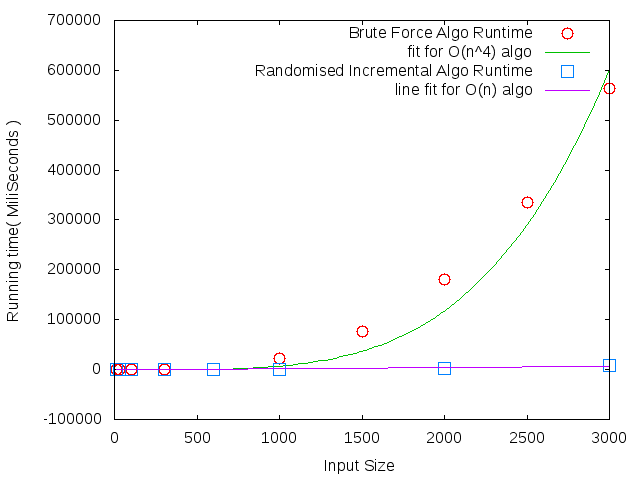 700000
600000
500000
400000
300000
200000
100000
0
-100000
Running time( MiliSeconds )
Brute Force Algo Runtime
fit for O(n^4) algo
Randomised Incremental Algo Runtime
line fit for O(n) algo
0
500
1000
1500
2000
2500
3000
Input Size